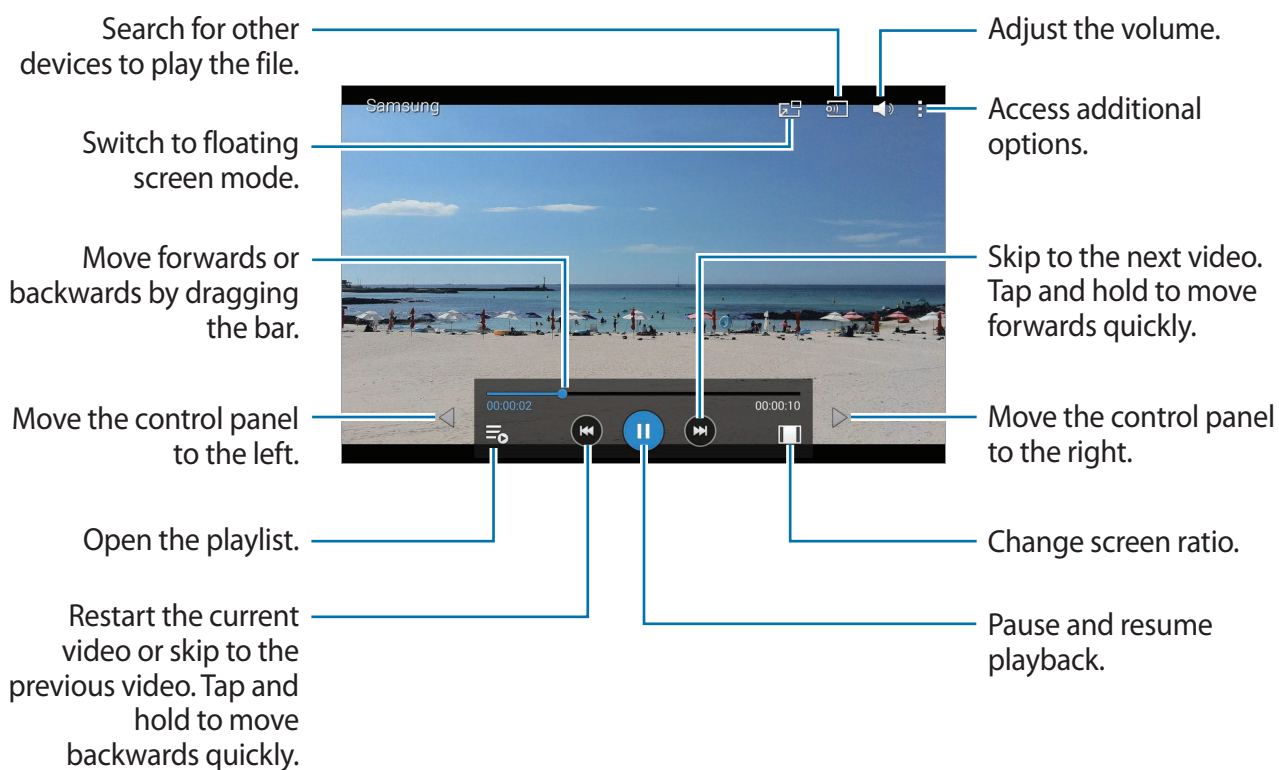 Search for other
devices to play the file.
Switch to floating
screen mode.
Move forwards or
backwards by dragging
the bar.
Move the control panel
to the left.
Open the playlist.
Restart the current
video or skip to the
previous video. Tap and
hold to move
backwards quickly.
Samsung
00:00:02
00:00:10
Adjust the volume.
Access additional
options.
Skip to the next video.
Tap and hold to move
forwards quickly.
Move the control panel
to the right.
Change screen ratio.
Pause and resume
playback.